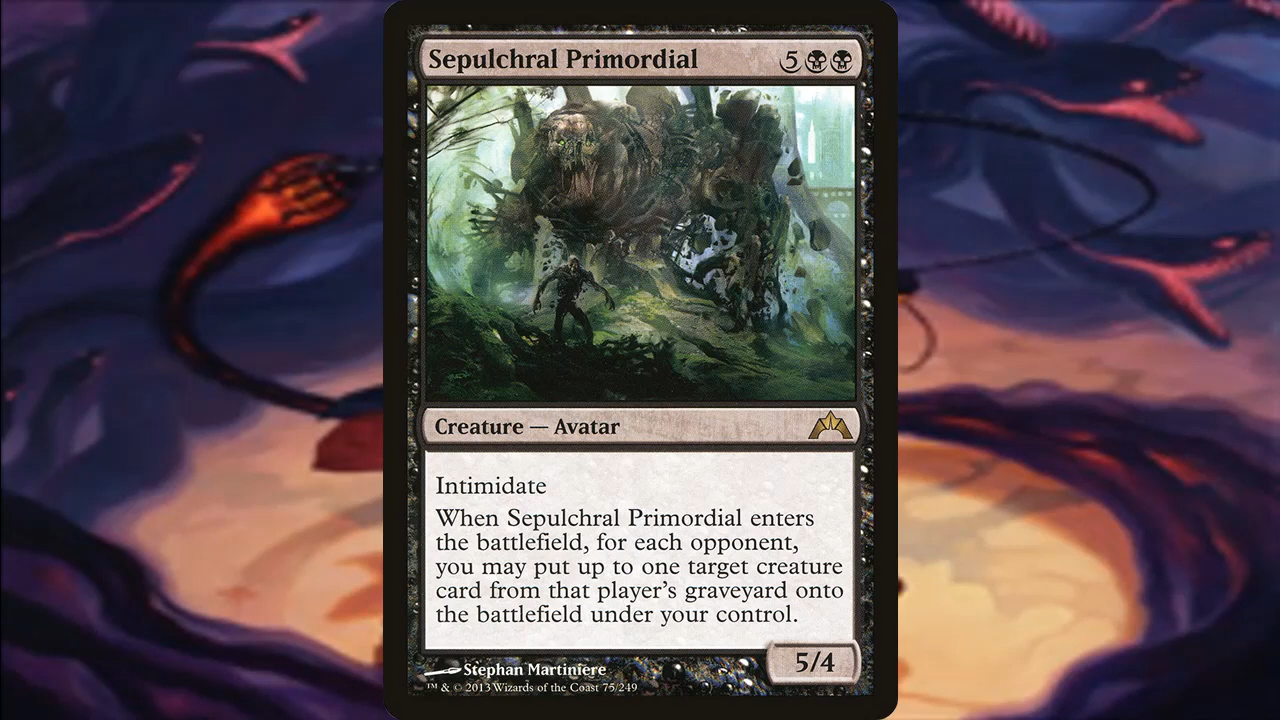 Sepulchral Primordial 5
Creature — Avatar
Intimidate
When Sepulchral Primordial enters
the battlefield, for each opponent,
you may put up to one target creature
card from that player's graveyard onto
the battlefield under your control.
5/4
Stephan Martiniere
™ & © 2013 Wizards of the Coast 75/249